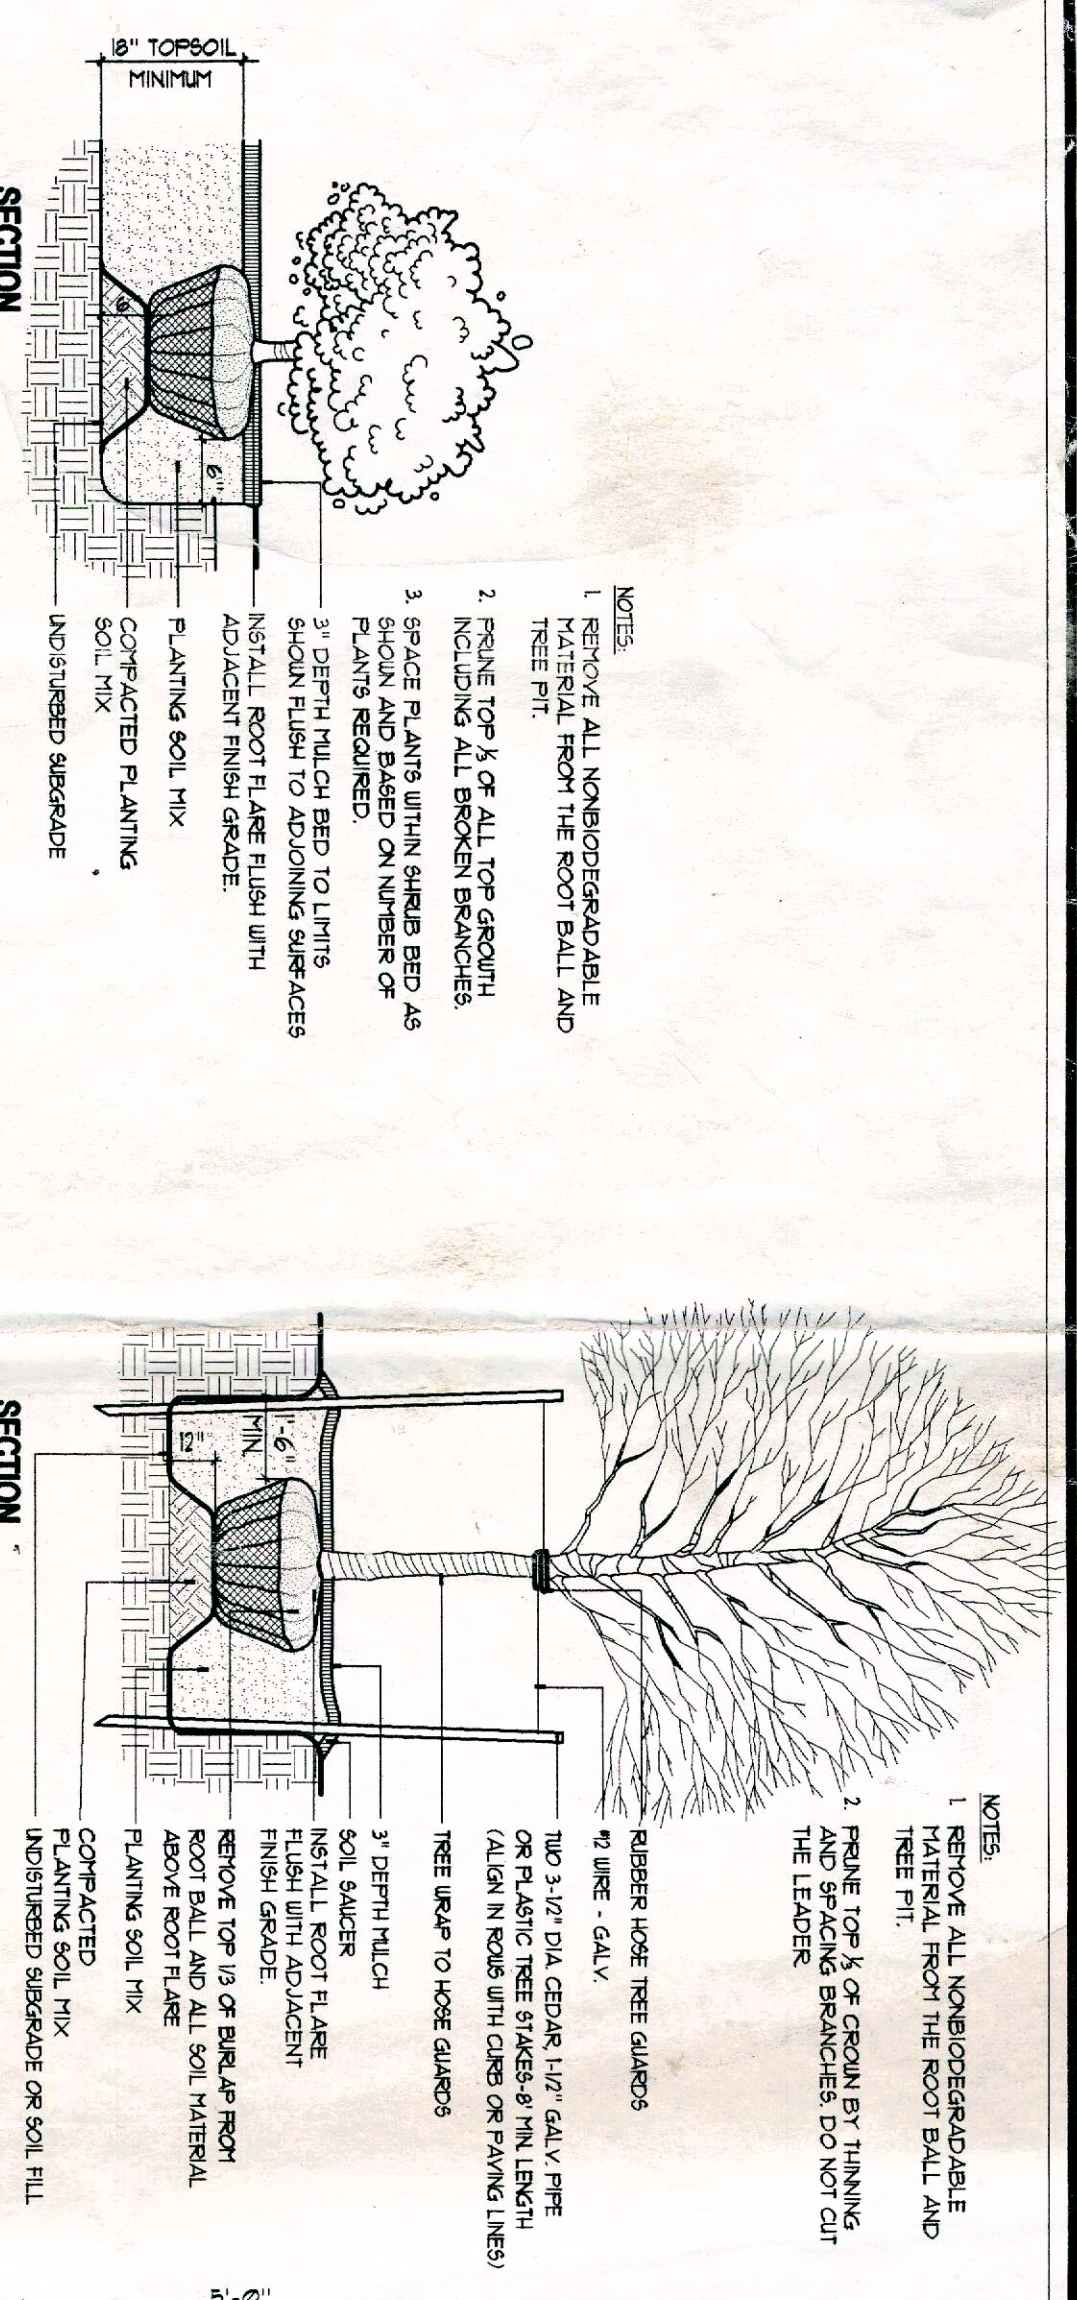 18" TOPSOIL
MINIMUM
6"
6"
NOTES:
1. REMOVE ALL NONBIODEGRADABLE
MATERIAL FROM THE ROOT BALL AND
TREE PIT.
2. PRUNE TOP ⅓ OF ALL TOP GROWTH
INCLUDING ALL BROKEN BRANCHES.
3. SPACE PLANTS WITHIN SHRUB BED AS
SHOWN AND BASED ON NUMBER OF
PLANTS REQUIRED.
3" DEPTH MULCH BED TO LIMITS
SHOWN FLUSH TO ADJOINING SURFACES
INSTALL ROOT FLARE FLUSH WITH
ADJACENT FINISH GRADE.
PLANTING SOIL MIX
COMPACTED PLANTING
SOIL MIX
UNDISTURBED SUBGRADE
SECTION
NOTES:
1. REMOVE ALL NONBIODEGRADABLE
MATERIAL FROM THE ROOT BALL AND
TREE PIT.
2. PRUNE TOP ⅓ OF CROWN BY THINNING
AND SPACING BRANCHES. DO NOT CUT
THE LEADER
RUBBER HOSE TREE GUARDS
#12 WIRE - GALV.
TWO 3-1/2" DIA. CEDAR, 1-1/2" GALV. PIPE
OR PLASTIC TREE STAKES-8' MIN. LENGTH
(ALIGN IN ROWS WITH CURB OR PAVING LINES)
TREE WRAP TO HOSE GUARDS
3" DEPTH MULCH
SOIL SAUCER
INSTALL ROOT FLARE
FLUSH WITH ADJACENT
FINISH GRADE.
REMOVE TOP 1/3 OF BURLAP FROM
ROOT BALL AND ALL SOIL MATERIAL
ABOVE ROOT FLARE
PLANTING SOIL MIX
COMPACTED
PLANTING SOIL MIX
UNDISTURBED SUBGRADE OR SOIL FILL
1'-6"
MIN.
12"
SECTION
5'-0"